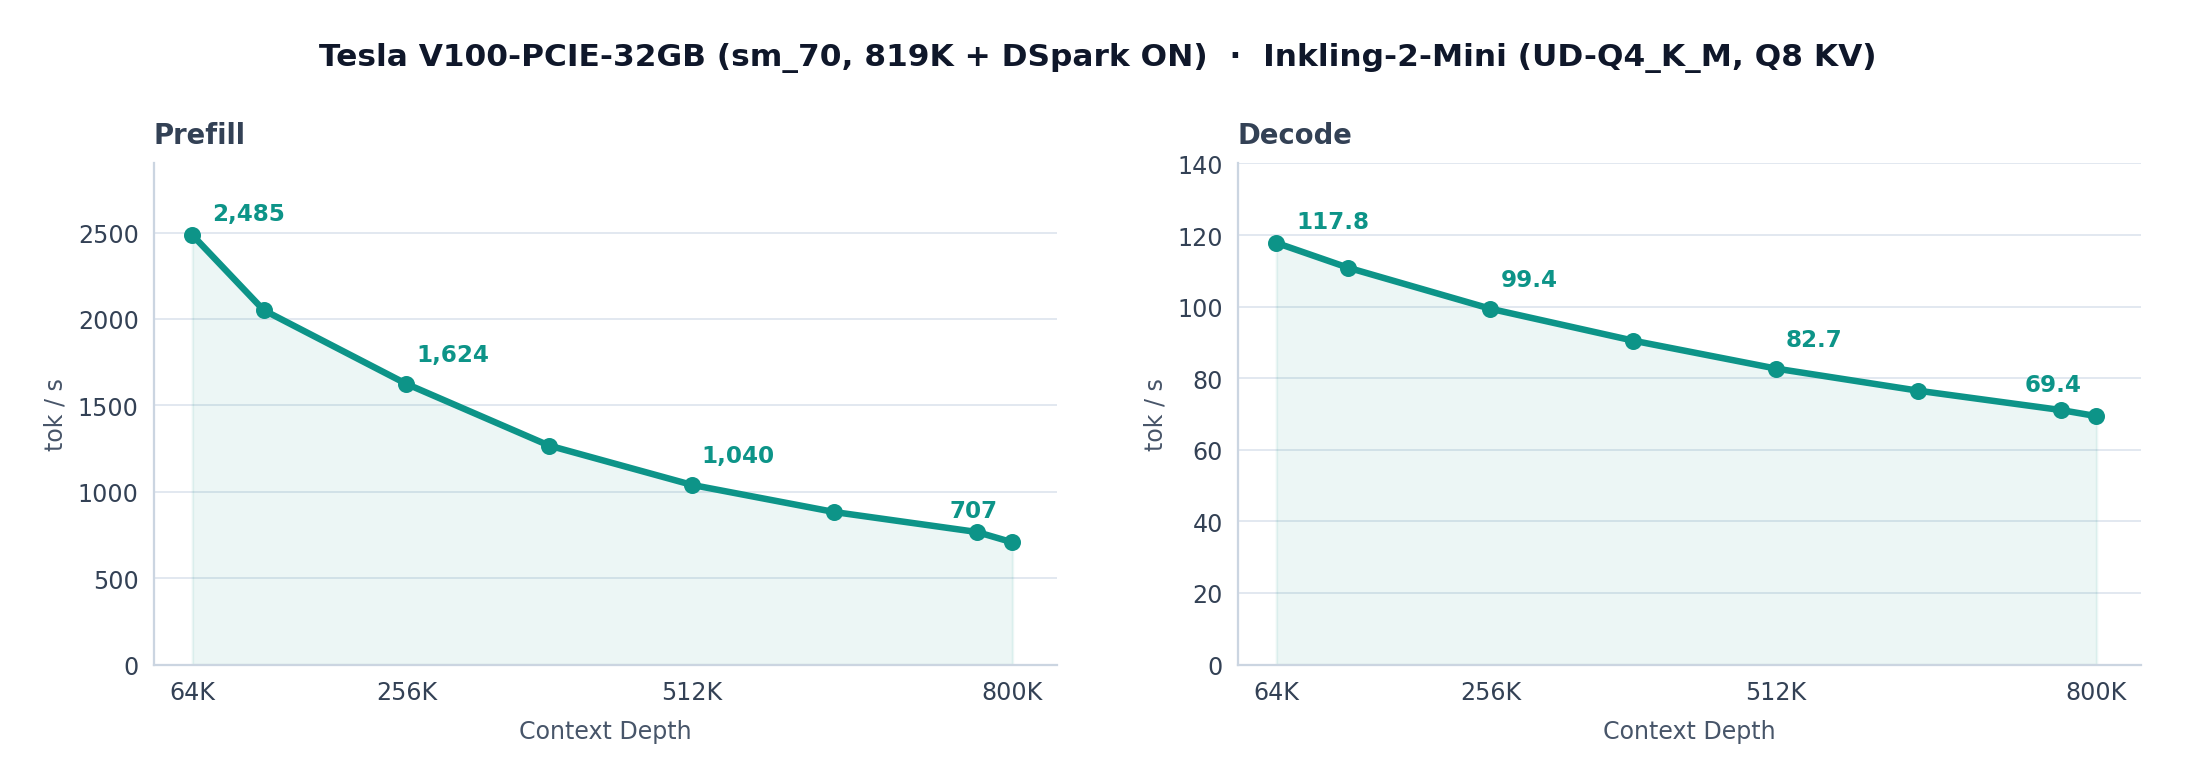 Tesla V100-PCIE-32GB (sm_70, 819K + DSpark ON)  ·  Inkling-2-Mini (UD-Q4_K_M, Q8 KV)
Prefill
tok / s
2500
2000
1500
1000
500
0
2,485
1,624
1,040
707
64K
256K
512K
800K
Context Depth
Decode
tok / s
140
120
100
80
60
40
20
0
117.8
99.4
82.7
69.4
64K
256K
512K
800K
Context Depth